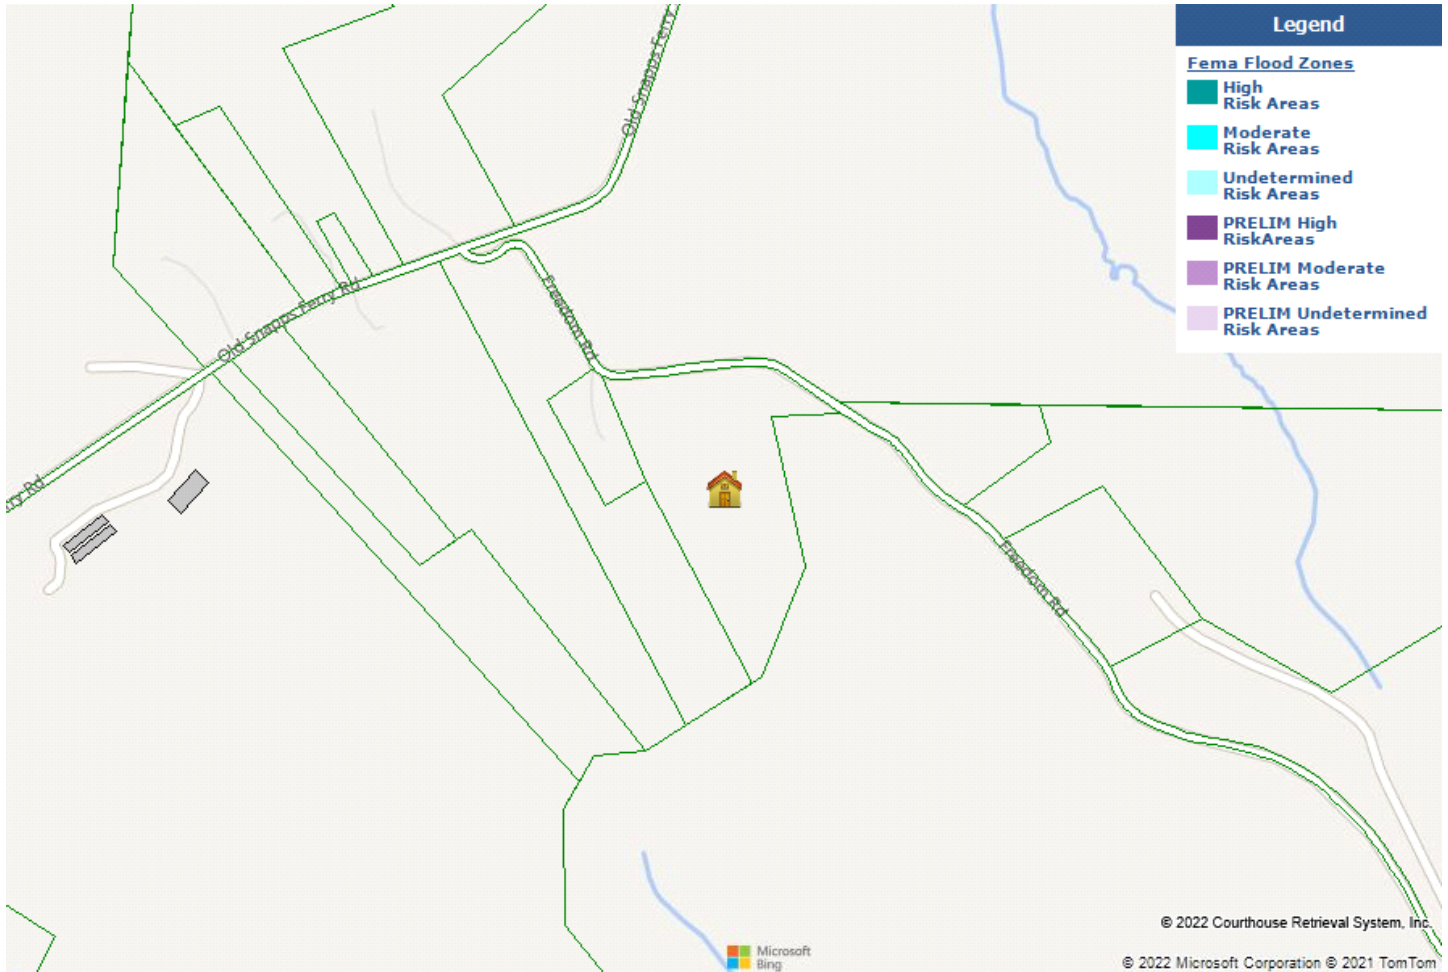 Legend
Fema Flood Zones
High
Risk Areas
Moderate
Risk Areas
Undetermined
Risk Areas
PRELIM High
RiskAreas
PRELIM Moderate
Risk Areas
PRELIM Undetermined
Risk Areas
Old Snapps Ferry
Old Snapps Ferry Rd
Freedom Rd
Rd
Freedom Rd
© 2022 Courthouse Retrieval System, Inc.
Microsoft
Bing
© 2022 Microsoft Corporation © 2021 TomTom